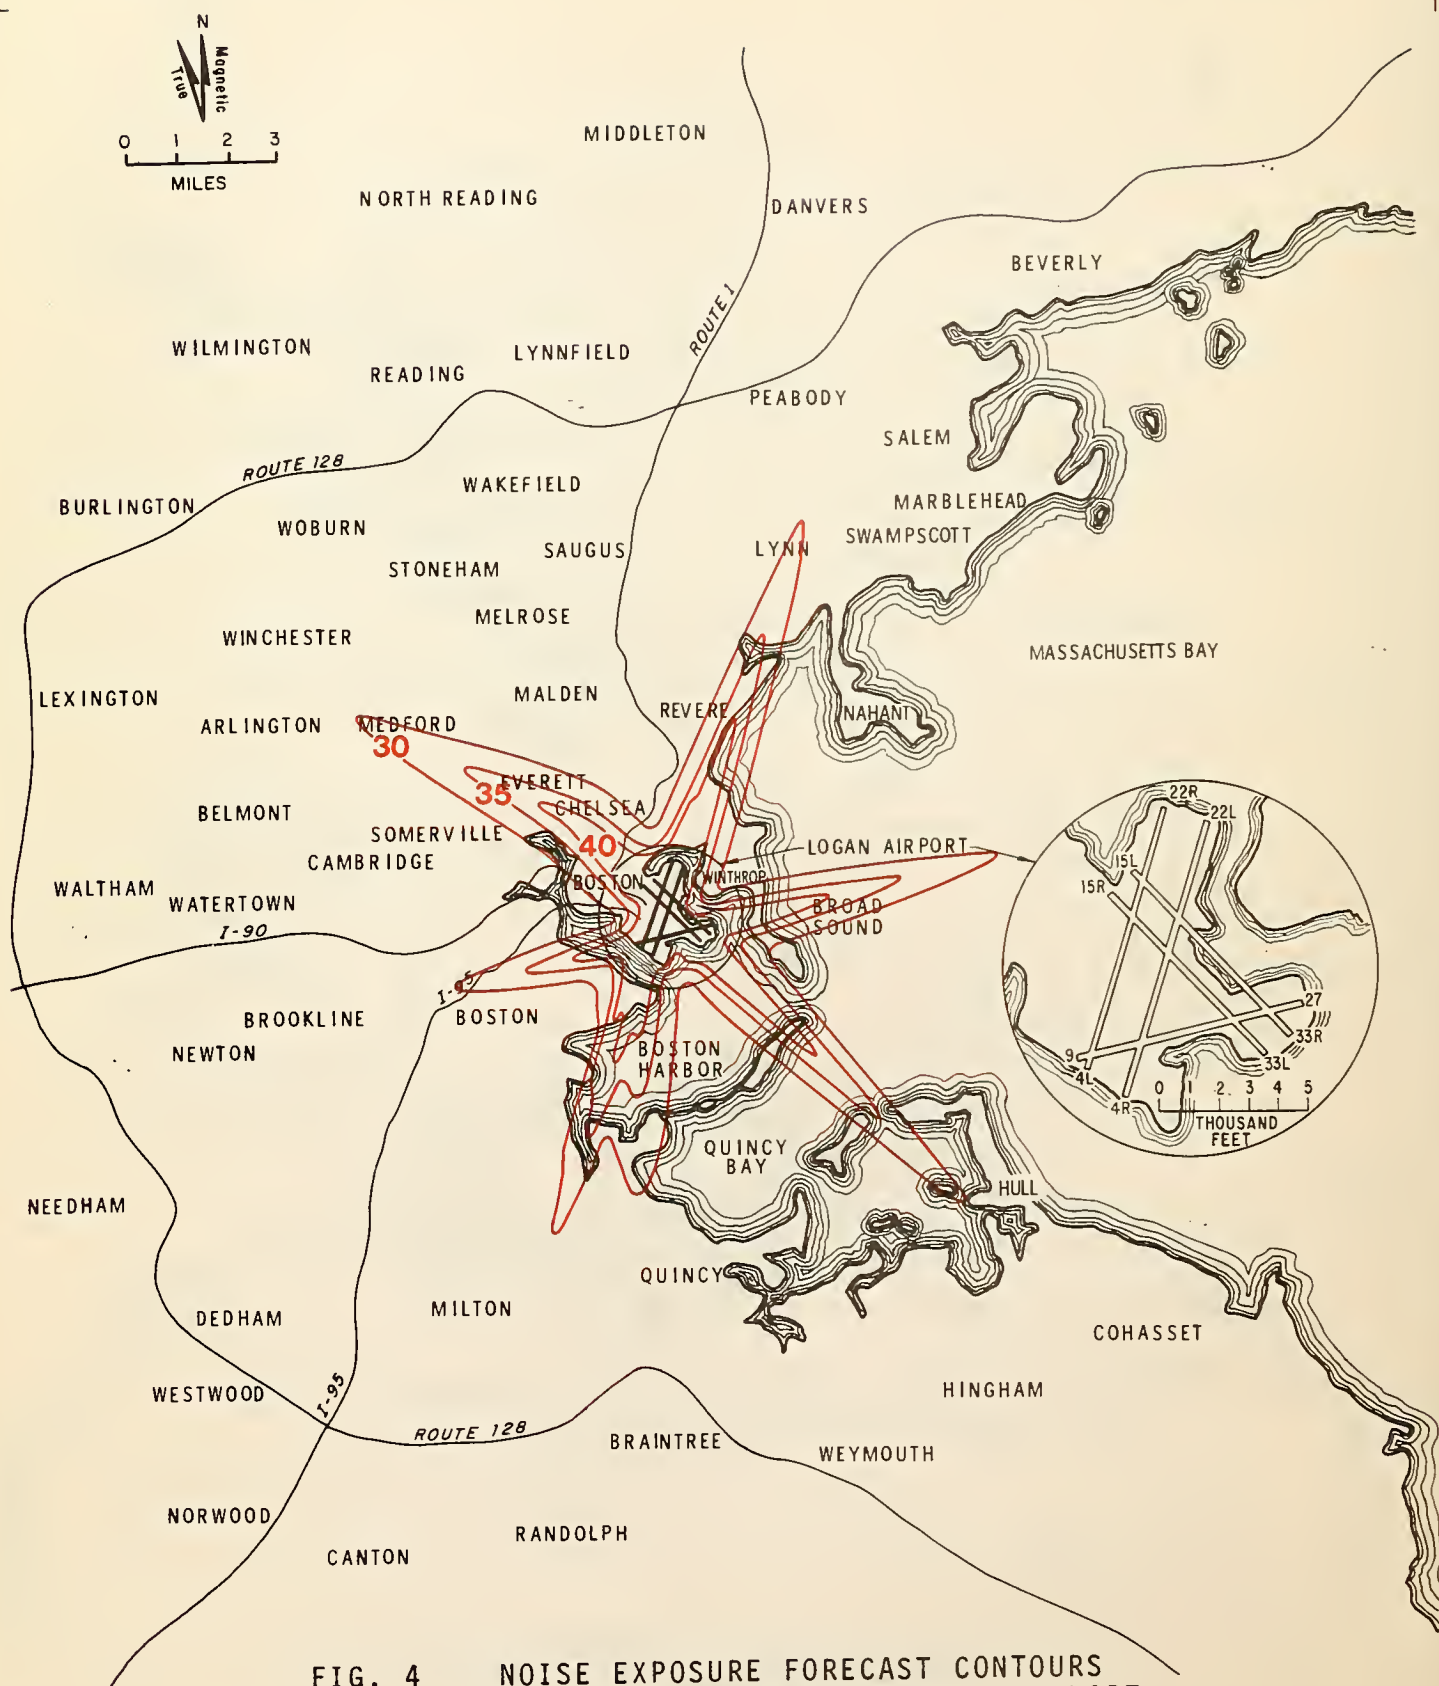 N
True
Magnetic
0 1 2 3
MILES
MIDDLETON
NORTH READING
DANVERS
BEVERLY
ROUTE 1
WILMINGTON
READING
LYNNFIELD
PEABODY
SALEM
ROUTE 128
WAKEFIELD
MARBLEHEAD
BURLINGTON
WOBURN
SWAMPSCOTT
SAUGUS
LYNN
STONEHAM
MELROSE
WINCHESTER
MASSACHUSETTS BAY
LEXINGTON
MALDEN
REVERE
NAHANT
ARLINGTON
MEDFORD
30
EVERETT
35
CHELSEA
BELMONT
SOMERVILLE
40
LOGAN AIRPORT
CAMBRIDGE
BOSTON
WINTHROP
WALTHAM
WATERTOWN
BROAD
SOUND
I-90
I-95
BROOKLINE
BOSTON
NEWTON
BOSTON
HARBOR
22R
22L
15L
15R
27
33R
33L
9
4L
4R
0 1 2 3 4 5
THOUSAND
FEET
QUINCY
BAY
HULL
NEEDHAM
QUINCY
MILTON
DEDHAM
COHASSET
WESTWOOD
I-95
HINGHAM
ROUTE 128
BRAINTREE
WEYMOUTH
NORWOOD
RANDOLPH
CANTON
FIG. 4 NOISE EXPOSURE FORECAST CONTOURS